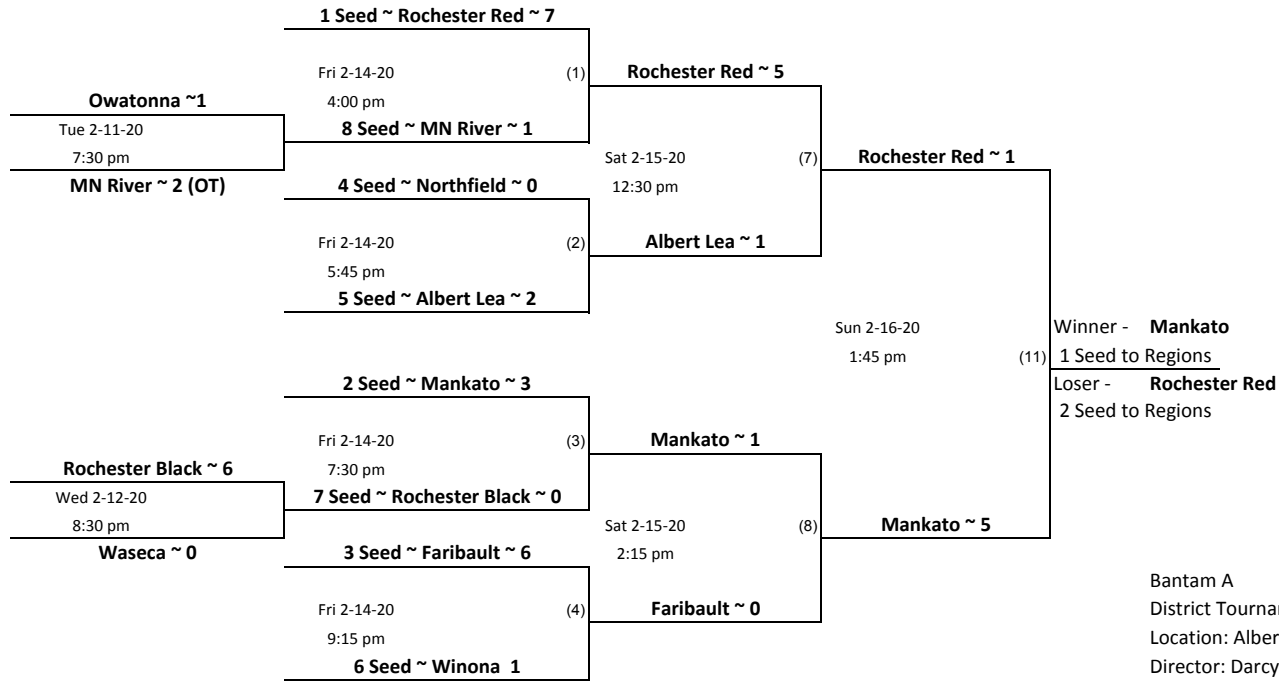 1 Seed ~ Rochester Red ~ 7
Fri 2-14-20 (1) Rochester Red ~ 5
Owatonna ~1 4:00 pm
Tue 2-11-20 8 Seed ~ MN River ~ 1
7:30 pm Sat 2-15-20 (7) Rochester Red ~ 1
MN River ~ 2 (OT) 4 Seed ~ Northfield ~ 0 12:30 pm
Fri 2-14-20 (2) Albert Lea ~ 1
5:45 pm
5 Seed ~ Albert Lea ~ 2
Sun 2-16-20 Winner - Mankato
1:45 pm (11) 1 Seed to Regions
2 Seed ~ Mankato ~ 3 Loser - Rochester Red
2 Seed to Regions
Fri 2-14-20 (3) Mankato ~ 1
Rochester Black ~ 6 7:30 pm
Wed 2-12-20 7 Seed ~ Rochester Black ~ 0
8:30 pm Sat 2-15-20 (8) Mankato ~ 5
Waseca ~ 0 3 Seed ~ Faribault ~ 6 2:15 pm
Bantam A
Fri 2-14-20 (4) Faribault ~ 0 District Tourna
9:15 pm Location: Alber
6 Seed ~ Winona 1 Director: Darcy